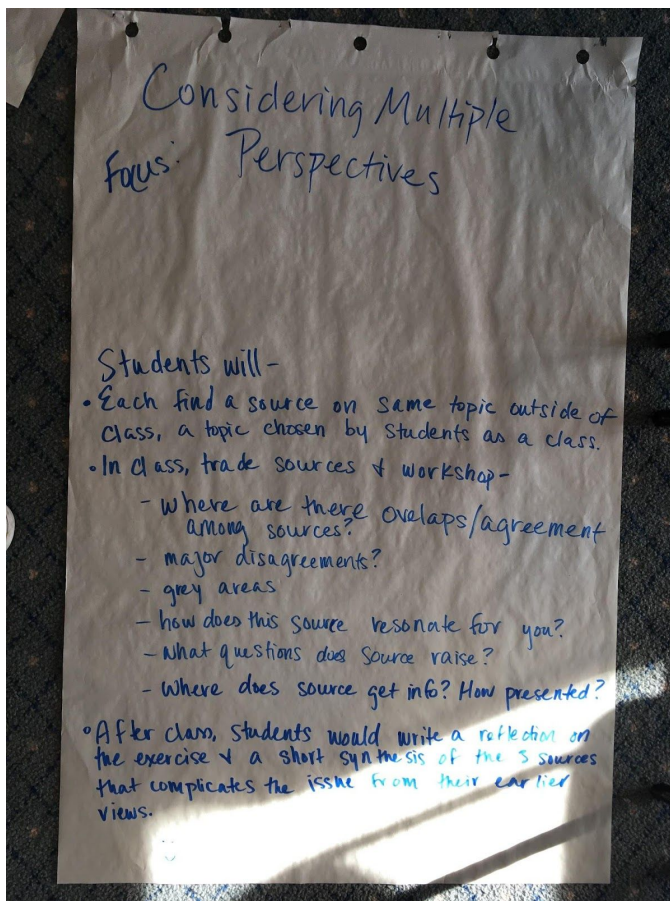 Considering Multiple
Focus: Perspectives
Students will -
• Each find a source on same topic outside of
class, a topic chosen by students as a class.
• In class, trade sources & workshop -
- where are there ovelaps/agreement
among sources?
- major disagreements?
- grey areas
- how does this source resonate for you?
- What questions does source raise?
- Where does source get info? How presented?
• After class, students would write a reflection on
the exercise & a short synthesis of the 3 sources
that complicates the issue from their earlier
views.